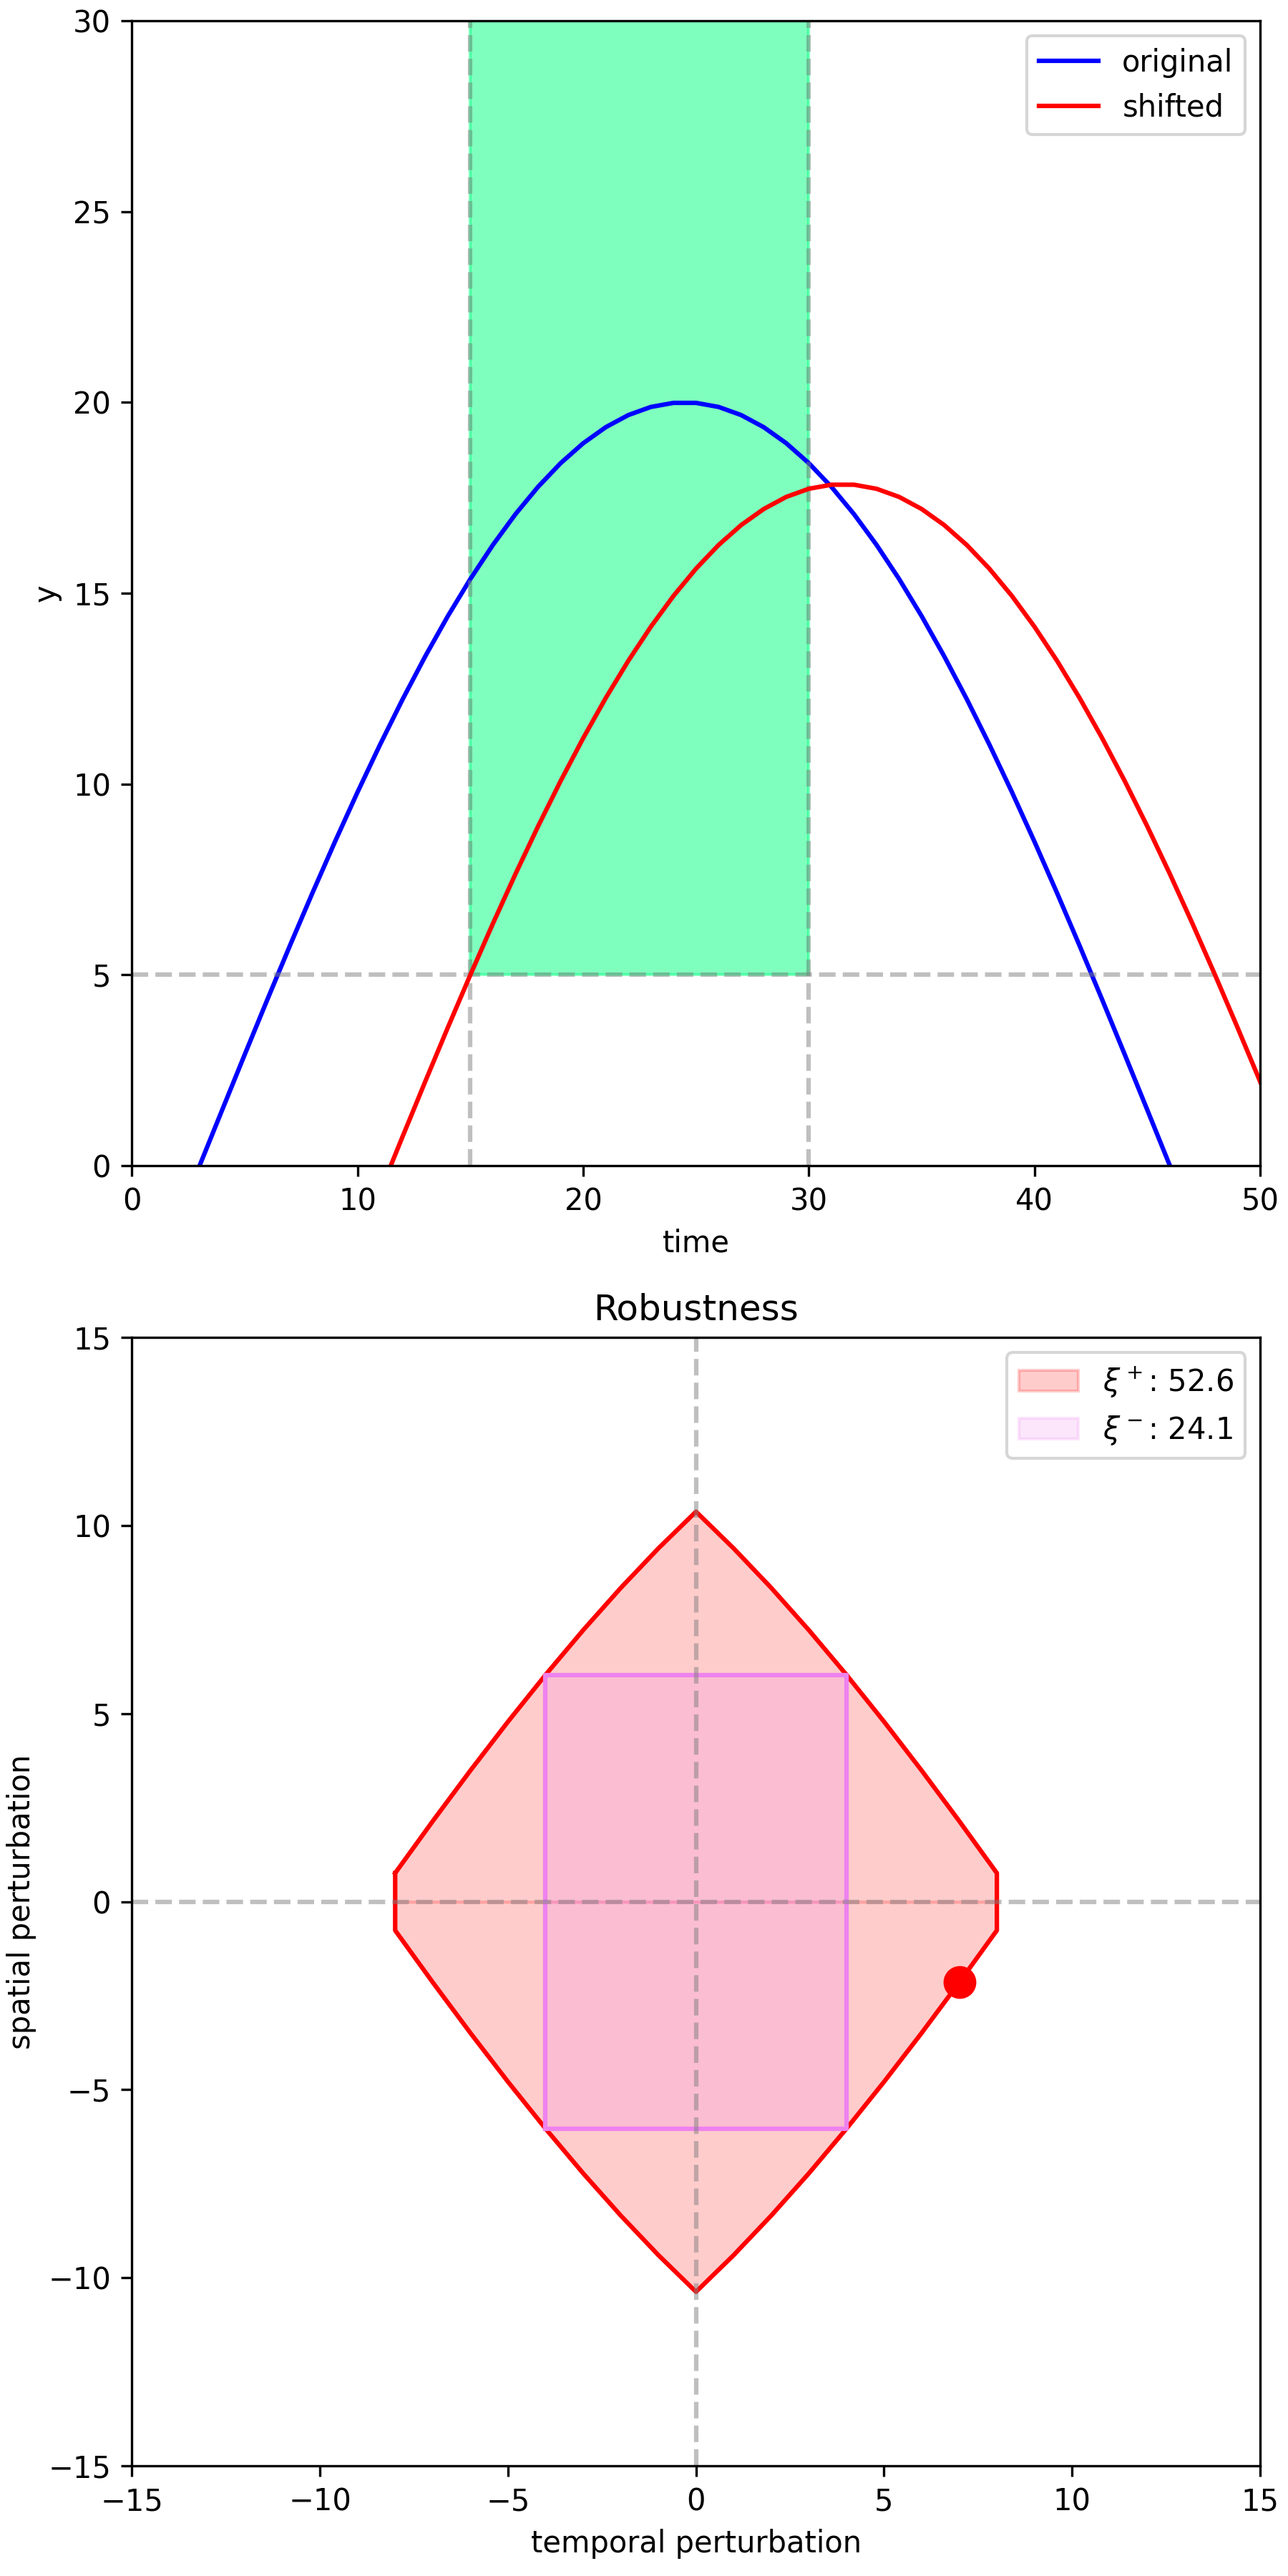 30
25
20
15
10
5
0
y
original
shifted
0 10 20 30 40 50
time
Robustness
15
10
5
0
−5
−10
−15
spatial perturbation
ξ⁺: 52.6
ξ⁻: 24.1
−15 −10 −5 0 5 10 15
temporal perturbation